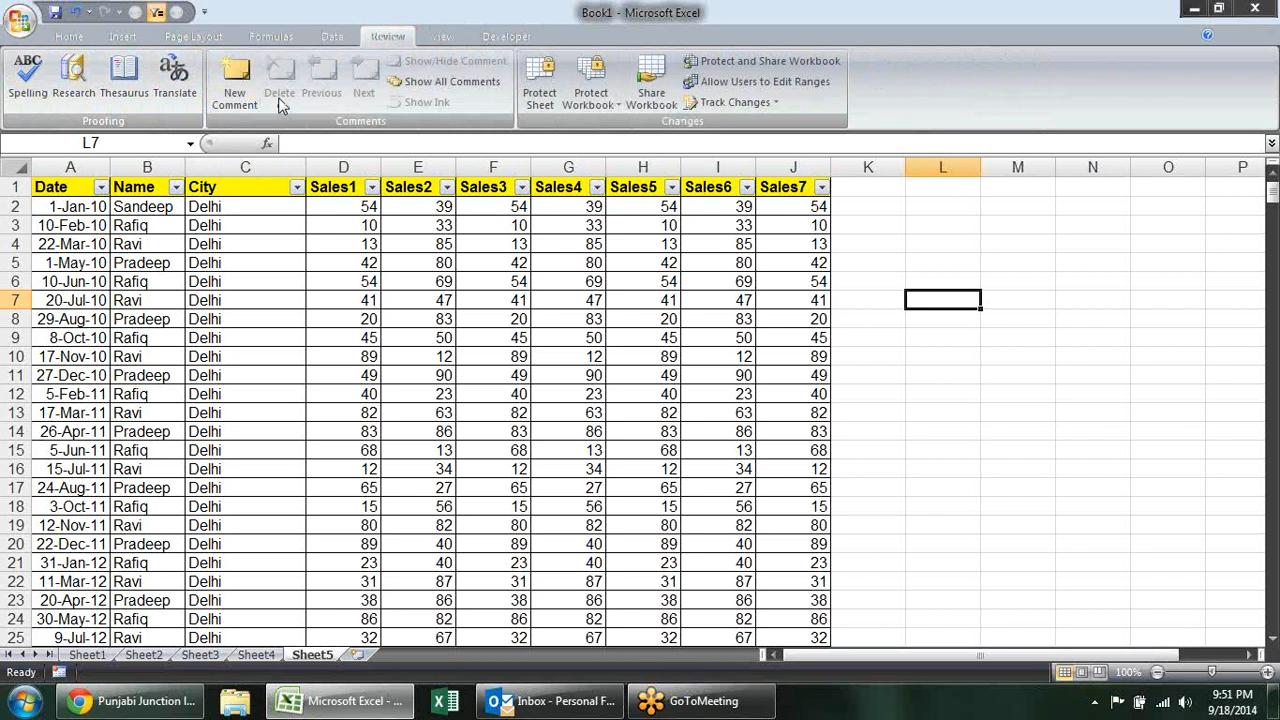 Book1 - Microsoft Excel
Home Insert Page Layout Formulas Data Review View Developer
ABC
Spelling Research Thesaurus Translate
New Comment Delete Previous Next
Show/Hide Comment
Show All Comments
Show Ink
Protect Sheet Protect Workbook Share Workbook
Protect and Share Workbook
Allow Users to Edit Ranges
Track Changes
Proofing Comments Changes
L7 fx
A B C D E F G H I J K L M N O P
1 Date Name City Sales1 Sales2 Sales3 Sales4 Sales5 Sales6 Sales7
2 1-Jan-10 Sandeep Delhi 54 39 54 39 54 39 54
3 10-Feb-10 Rafiq Delhi 10 33 10 33 10 33 10
4 22-Mar-10 Ravi Delhi 13 85 13 85 13 85 13
5 1-May-10 Pradeep Delhi 42 80 42 80 42 80 42
6 10-Jun-10 Rafiq Delhi 54 69 54 69 54 69 54
7 20-Jul-10 Ravi Delhi 41 47 41 47 41 47 41
8 29-Aug-10 Pradeep Delhi 20 83 20 83 20 83 20
9 8-Oct-10 Rafiq Delhi 45 50 45 50 45 50 45
10 17-Nov-10 Ravi Delhi 89 12 89 12 89 12 89
11 27-Dec-10 Pradeep Delhi 49 90 49 90 49 90 49
12 5-Feb-11 Rafiq Delhi 40 23 40 23 40 23 40
13 17-Mar-11 Ravi Delhi 82 63 82 63 82 63 82
14 26-Apr-11 Pradeep Delhi 83 86 83 86 83 86 83
15 5-Jun-11 Rafiq Delhi 68 13 68 13 68 13 68
16 15-Jul-11 Ravi Delhi 12 34 12 34 12 34 12
17 24-Aug-11 Pradeep Delhi 65 27 65 27 65 27 65
18 3-Oct-11 Rafiq Delhi 15 56 15 56 15 56 15
19 12-Nov-11 Ravi Delhi 80 82 80 82 80 82 80
20 22-Dec-11 Pradeep Delhi 89 40 89 40 89 40 89
21 31-Jan-12 Rafiq Delhi 23 40 23 40 23 40 23
22 11-Mar-12 Ravi Delhi 31 87 31 87 31 87 31
23 20-Apr-12 Pradeep Delhi 38 86 38 86 38 86 38
24 30-May-12 Rafiq Delhi 86 82 86 82 86 82 86
25 9-Jul-12 Ravi Delhi 32 67 32 67 32 67 32
Sheet1 Sheet2 Sheet3 Sheet4 Sheet5
Ready 100%
Punjabi Junction I... Microsoft Excel - ... Inbox - Personal F... GoToMeeting
9:51 PM
9/18/2014